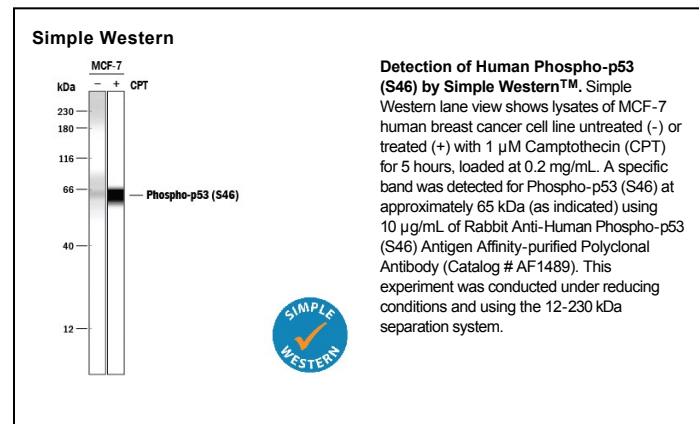 Simple Western
MCF-7
kDa
– + CPT
230
180
116
66
Phospho-p53 (S46)
40
12
SIMPLE
WESTERN
Detection of Human Phospho-p53
(S46) by Simple Western™. Simple
Western lane view shows lysates of MCF-7
human breast cancer cell line untreated (-) or
treated (+) with 1 µM Camptothecin (CPT)
for 5 hours, loaded at 0.2 mg/mL. A specific
band was detected for Phospho-p53 (S46) at
approximately 65 kDa (as indicated) using
10 µg/mL of Rabbit Anti-Human Phospho-p53
(S46) Antigen Affinity-purified Polyclonal
Antibody (Catalog # AF1489). This
experiment was conducted under reducing
conditions and using the 12-230 kDa
separation system.